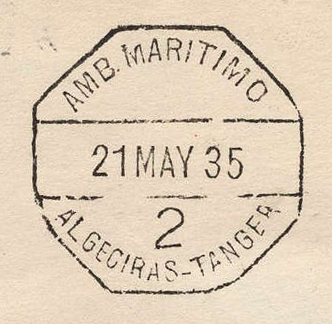 AMB. MARITIMO
21 MAY 35
2
ALGECIRAS-TANGER